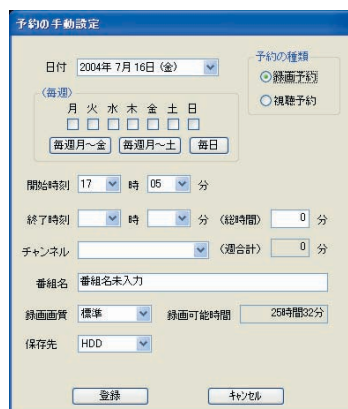 予約の手動設定
日付 2004年 7月16日 (金)
予約の種類
録画予約
視聴予約
(毎週)
月 火 水 木 金 土 日
毎週月～金 毎週月～土 毎日
開始時刻 17 時 05 分
終了時刻 時 分 (総時間) 0 分
チャンネル (週合計) 0 分
番組名 番組名未入力
録画画質 標準 録画可能時間 25時間32分
保存先 HDD
登録 キャンセル